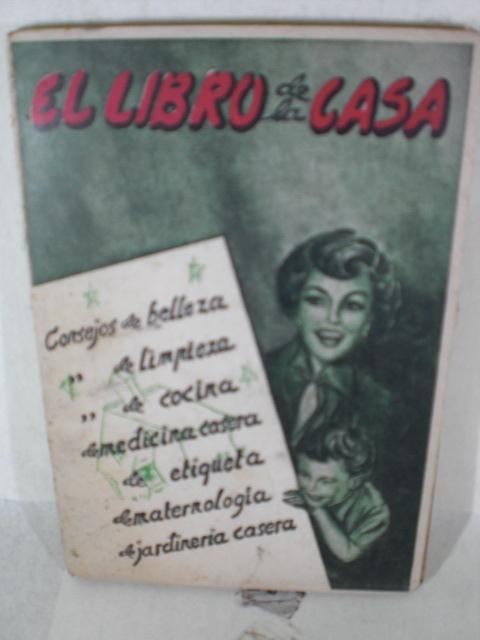 EL LIBRO de la CASA
Consejos de belleza
,, de limpieza
,, de cocina
de medicina casera
de etiqueta
de maternologia
de jardineria casera